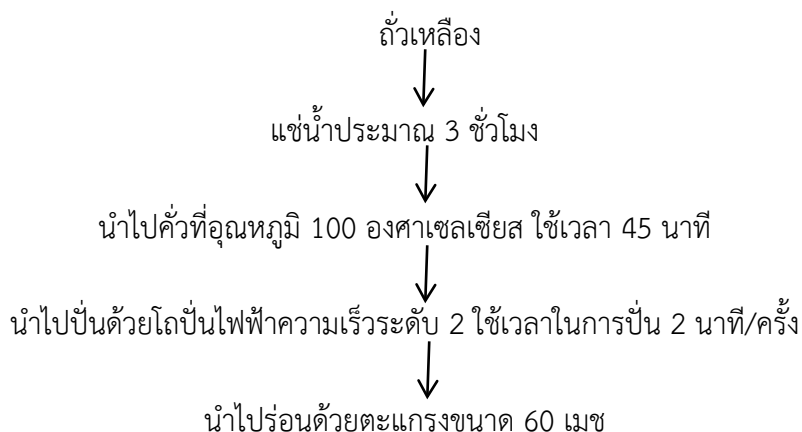 ถั่วเหลือง
แช่น้ำประมาณ 3 ชั่วโมง
นำไปคั่วที่อุณหภูมิ 100 องศาเซลเซียส ใช้เวลา 45 นาที
นำไปปั่นด้วยโถปั่นไฟฟ้าความเร็วระดับ 2 ใช้เวลาในการปั่น 2 นาที/ครั้ง
นำไปร่อนด้วยตะแกรงขนาด 60 เมช